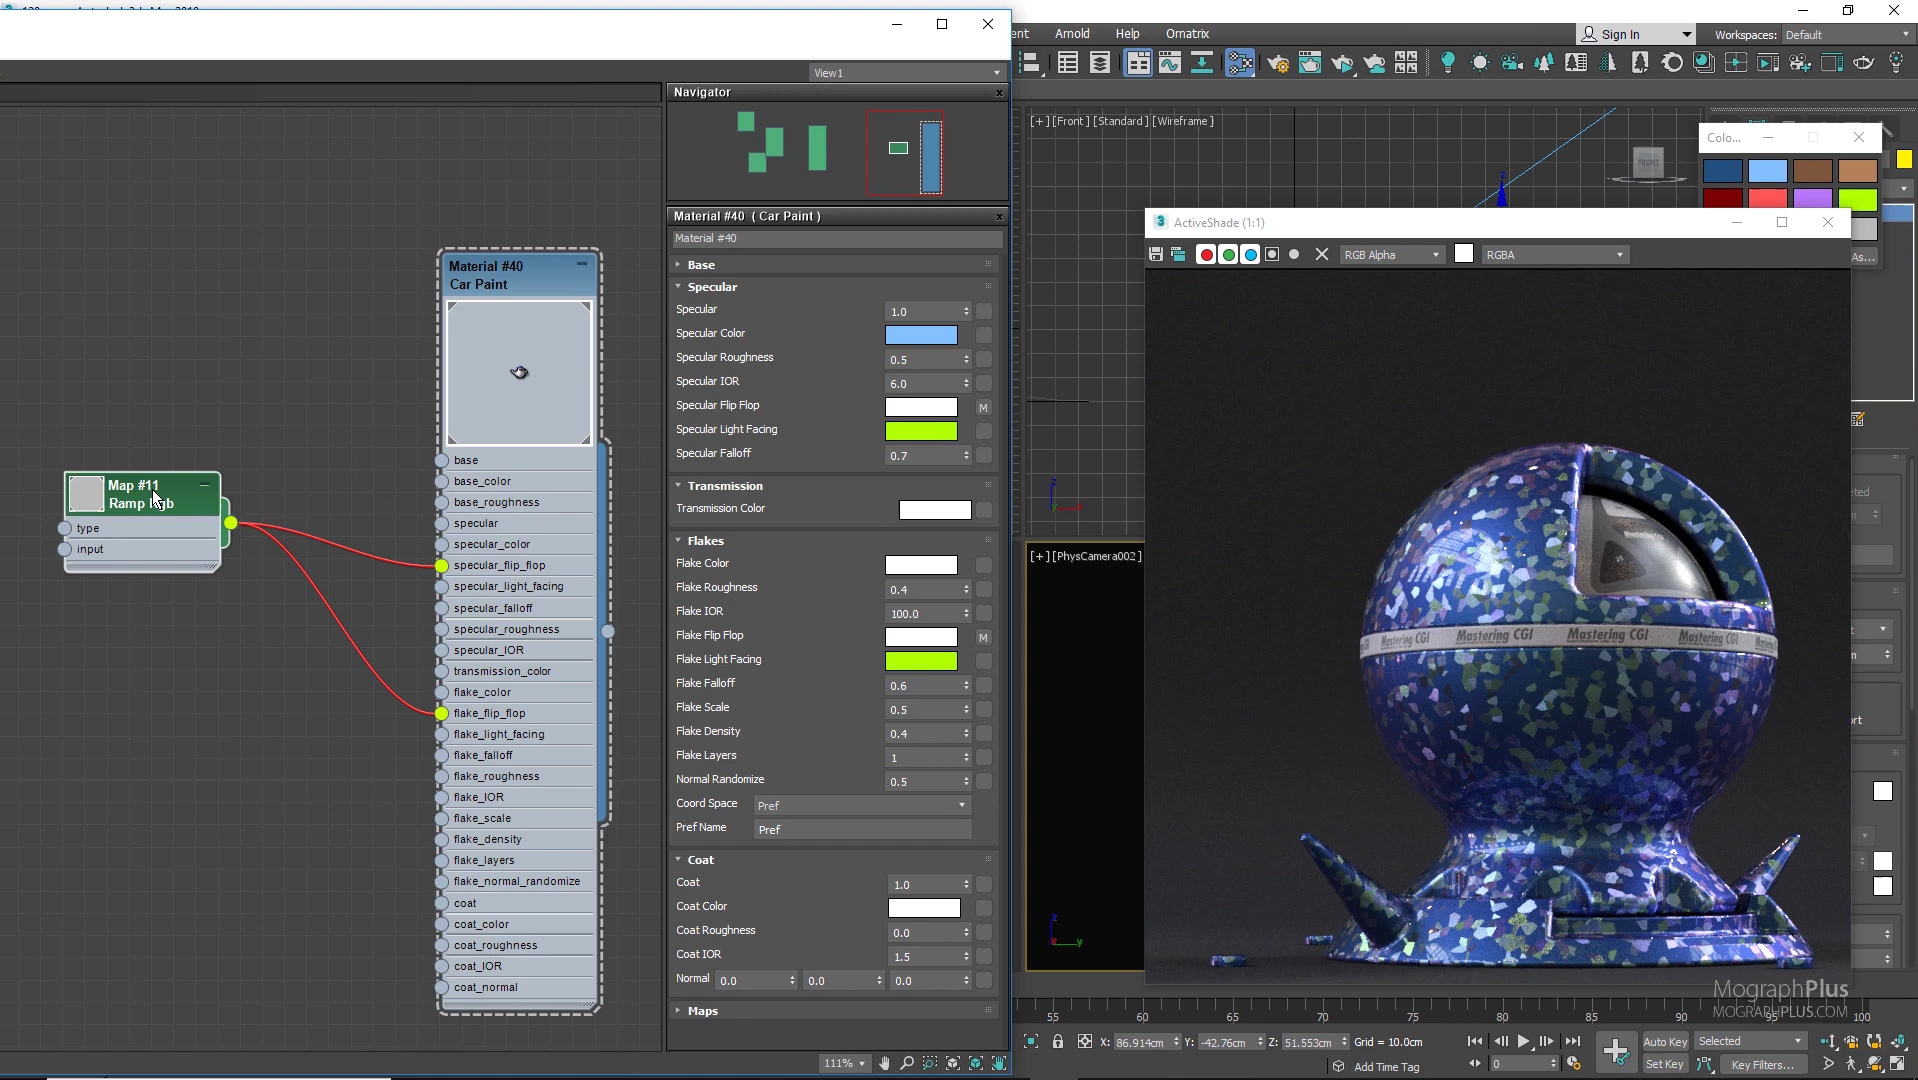 View1
Navigator
Material #40 ( Car Paint )
Material #40
Base
Specular
Specular 1.0
Specular Color
Specular Roughness 0.5
Specular IOR 6.0
Specular Flip Flop M
Specular Light Facing
Specular Falloff 0.7
Transmission
Transmission Color
Flakes
Flake Color
Flake Roughness 0.4
Flake IOR 100.0
Flake Flip Flop M
Flake Light Facing
Flake Falloff 0.6
Flake Scale 0.5
Flake Density 0.4
Flake Layers 1
Normal Randomize 0.5
Coord Space Pref
Pref Name Pref
Coat
Coat 1.0
Coat Color
Coat Roughness 0.0
Coat IOR 1.5
Normal 0.0 0.0 0.0
Maps
111%
Material #40
Car Paint
base
base_color
base_roughness
specular
specular_color
specular_flip_flop
specular_light_facing
specular_falloff
specular_roughness
specular_IOR
transmission_color
flake_color
flake_flip_flop
flake_light_facing
flake_falloff
flake_roughness
flake_IOR
flake_scale
flake_density
flake_layers
flake_normal_randomize
coat
coat_color
coat_roughness
coat_IOR
coat_normal
Map #11
Ramp
type
input
Arnold Help Ornatrix
Sign In Workspaces: Default
[+] [Front ] [Standard ] [Wireframe ]
FRONT
Colo...
As...
ActiveShade (1:1)
RGB Alpha RGBA
Mastering CGI
Mastering CGI Mastering CGI Mastering CGI Mastering CGI
[+] [PhysCamera002 ]
MographPlus
MOGRAPHPLUS.COM
55 60 65 70 75 80 85 90 95 100
X: 86.914cm Y: -42.76cm Z: 51.553cm Grid = 10.0cm
Add Time Tag
0
Auto Key Selected
Set Key Key Filters...